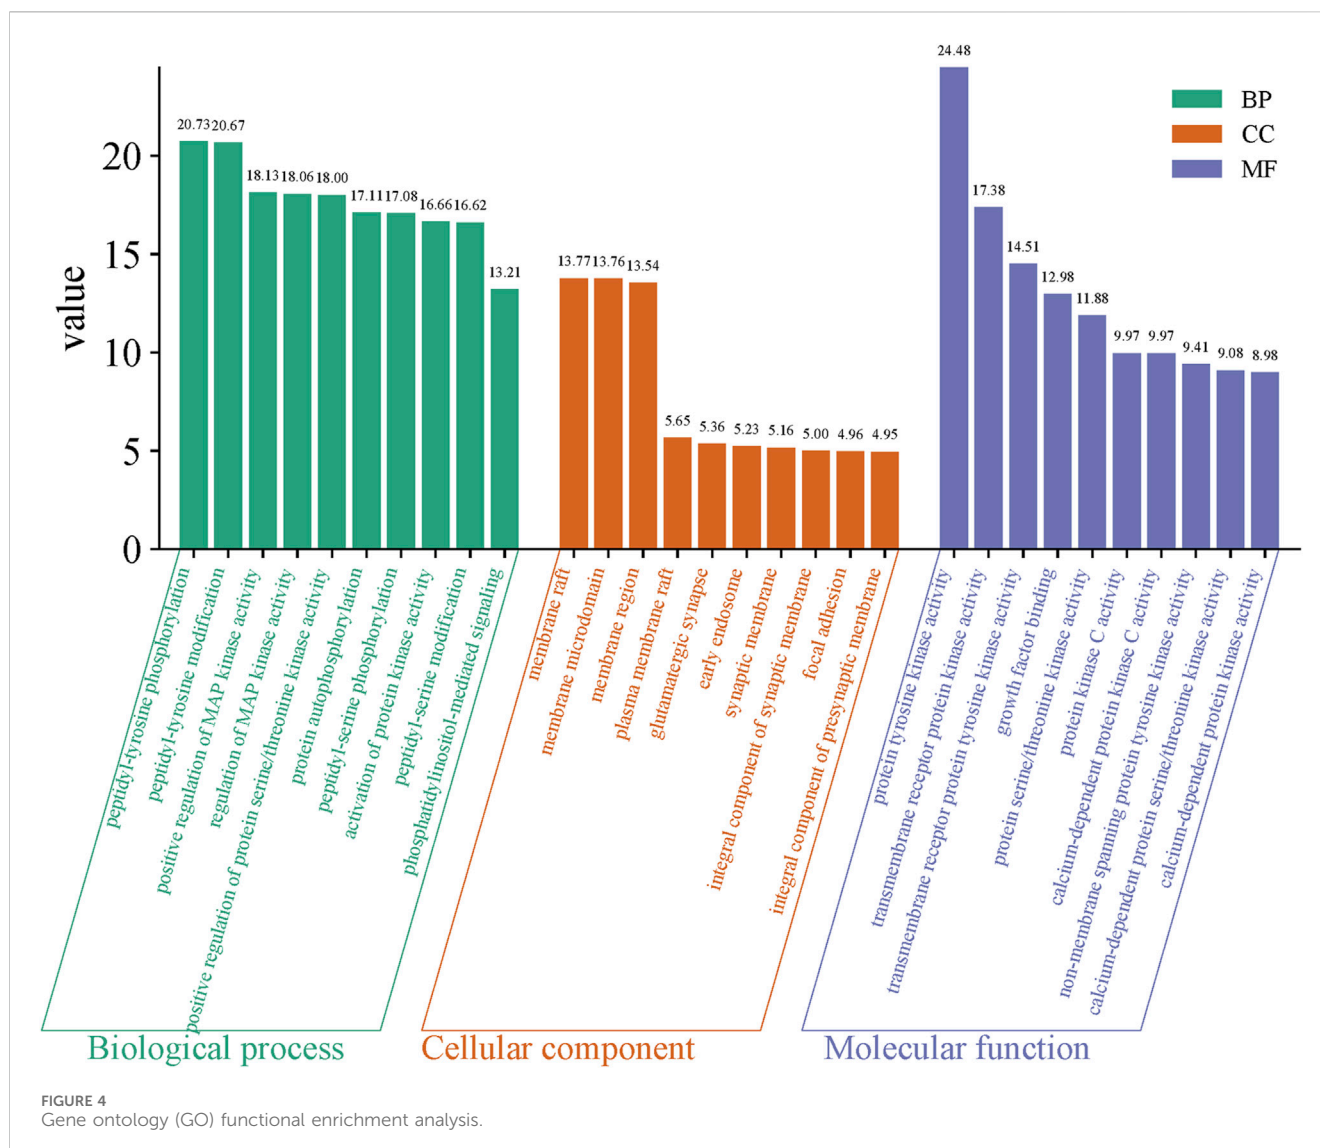 24.48
BP
CC
MF
20.73
20.67
18.13
18.06
18.00
17.11
17.08
16.66
16.62
13.21
13.77
13.76
13.54
5.65
5.36
5.23
5.16
5.00
4.96
4.95
17.38
14.51
12.98
11.88
9.97
9.97
9.41
9.08
8.98
value
20
15
10
5
0
peptidyl-tyrosine phosphorylation
peptidyl-tyrosine modification
positive regulation of MAP kinase activity
regulation of MAP kinase activity
positive regulation of protein serine/threonine kinase activity
protein autophosphorylation
peptidyl-serine phosphorylation
activation of protein kinase activity
peptidyl-serine modification
phosphatidylinositol-mediated signaling
membrane raft
membrane microdomain
membrane region
plasma membrane raft
glutamatergic synapse
early endosome
synaptic membrane
integral component of synaptic membrane
focal adhesion
integral component of presynaptic membrane
protein tyrosine kinase activity
transmembrane receptor protein kinase activity
transmembrane receptor protein tyrosine kinase activity
growth factor binding
protein serine/threonine kinase activity
protein kinase C activity
calcium-dependent protein kinase C activity
non-membrane spanning protein tyrosine kinase activity
calcium-dependent protein serine/threonine kinase activity
calcium-dependent protein kinase activity
Biological process
Cellular component
Molecular function
FIGURE 4
Gene ontology (GO) functional enrichment analysis.